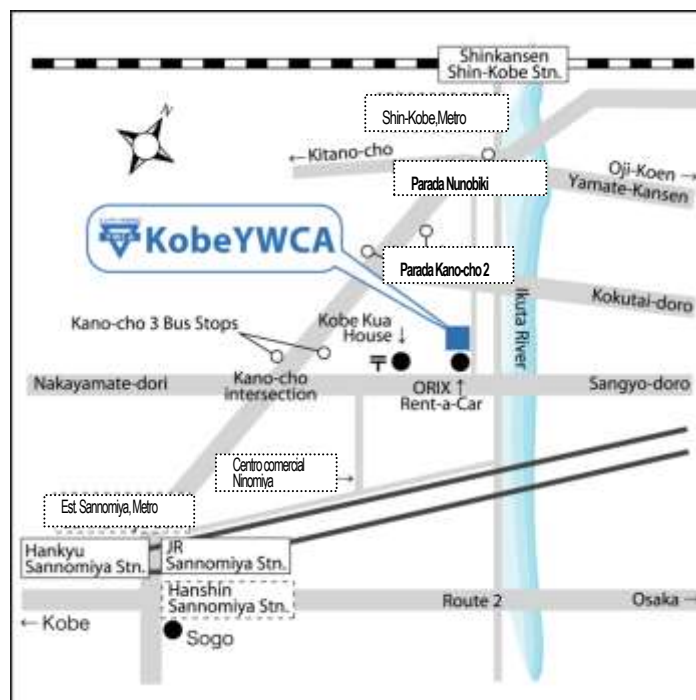 Shinkansen
Shin-Kobe Stn.
N
Shin-Kobe,Metro
← Kitano-cho
Oji-Koen →
Yamate-Kansen
Parada Nunobiki
KobeYWCA
Parada Kano-cho 2
Kokutai-doro
Ikuta River
Kano-cho 3 Bus Stops
Kobe Kua
House ↓
〒
Nakayamate-dori
Kano-cho
intersection
ORIX ↑
Rent-a-Car
Sangyo-doro
Centro comercial
Ninomiya →
Est. Sannomiya, Metro
Hankyu
Sannomiya Stn.
JR
Sannomiya Stn.
Hanshin
Sannomiya Stn.
Route 2
Osaka →
← Kobe
Sogo